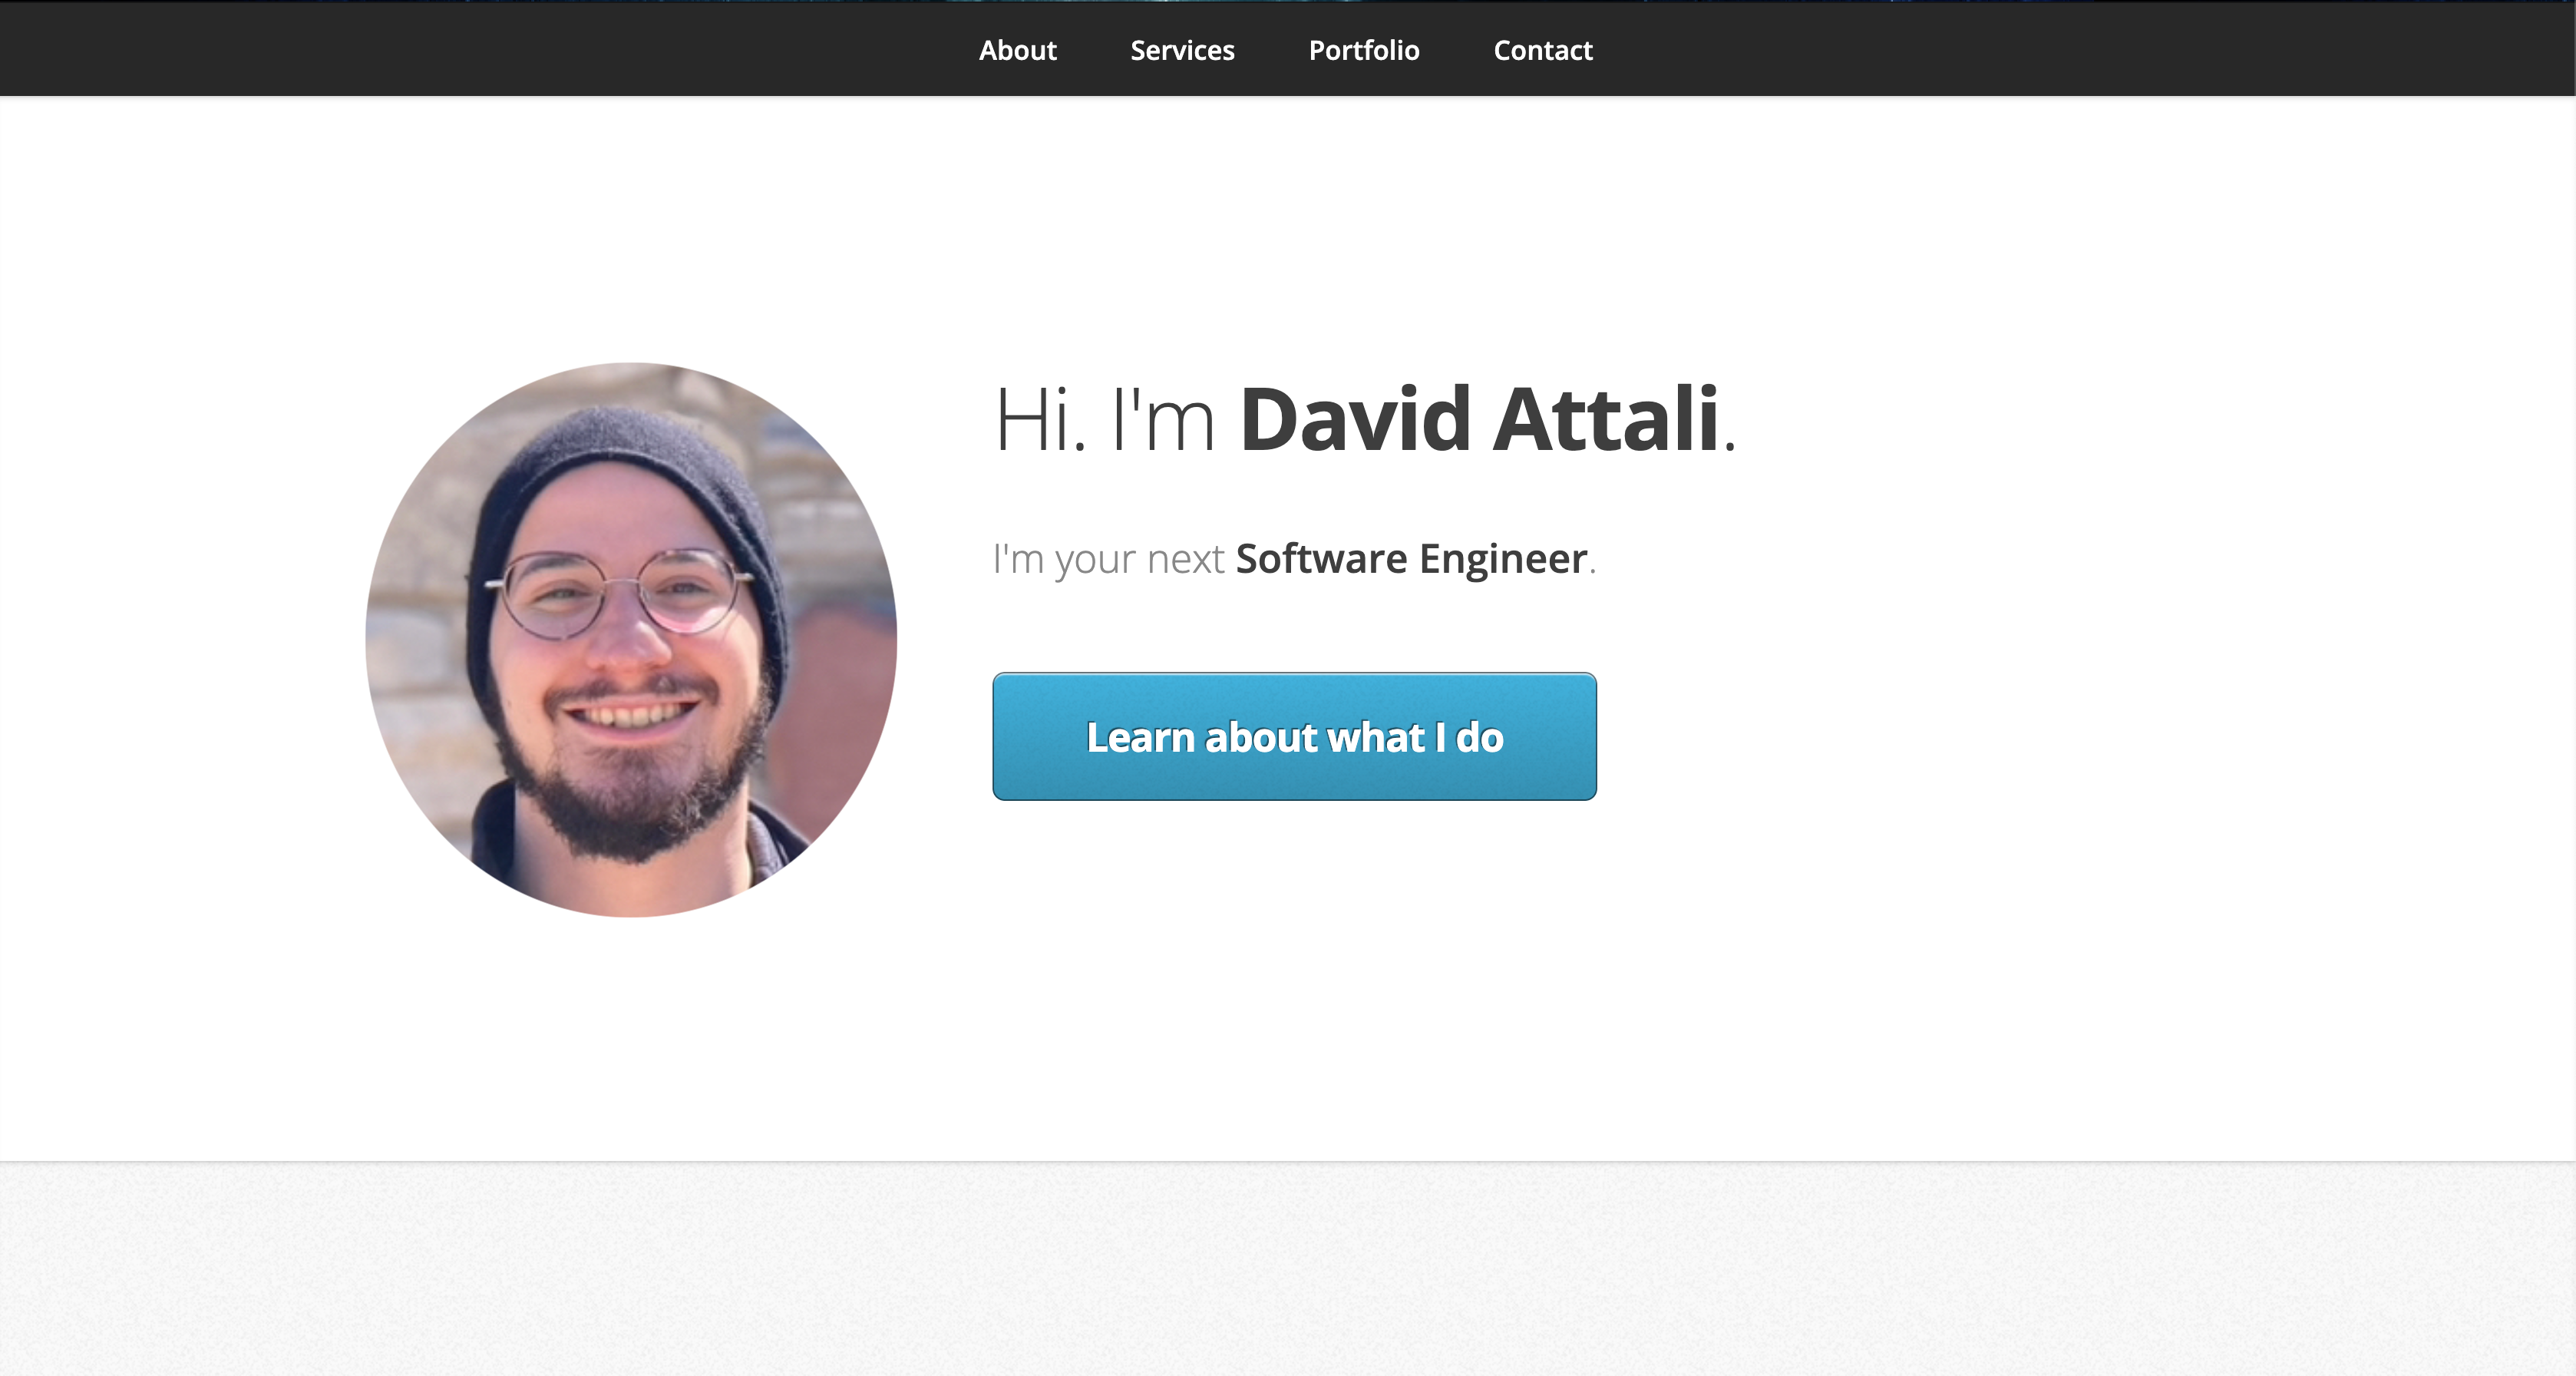 About Services Portfolio Contact
Hi. I'm David Attali.
I'm your next Software Engineer.
Learn about what I do